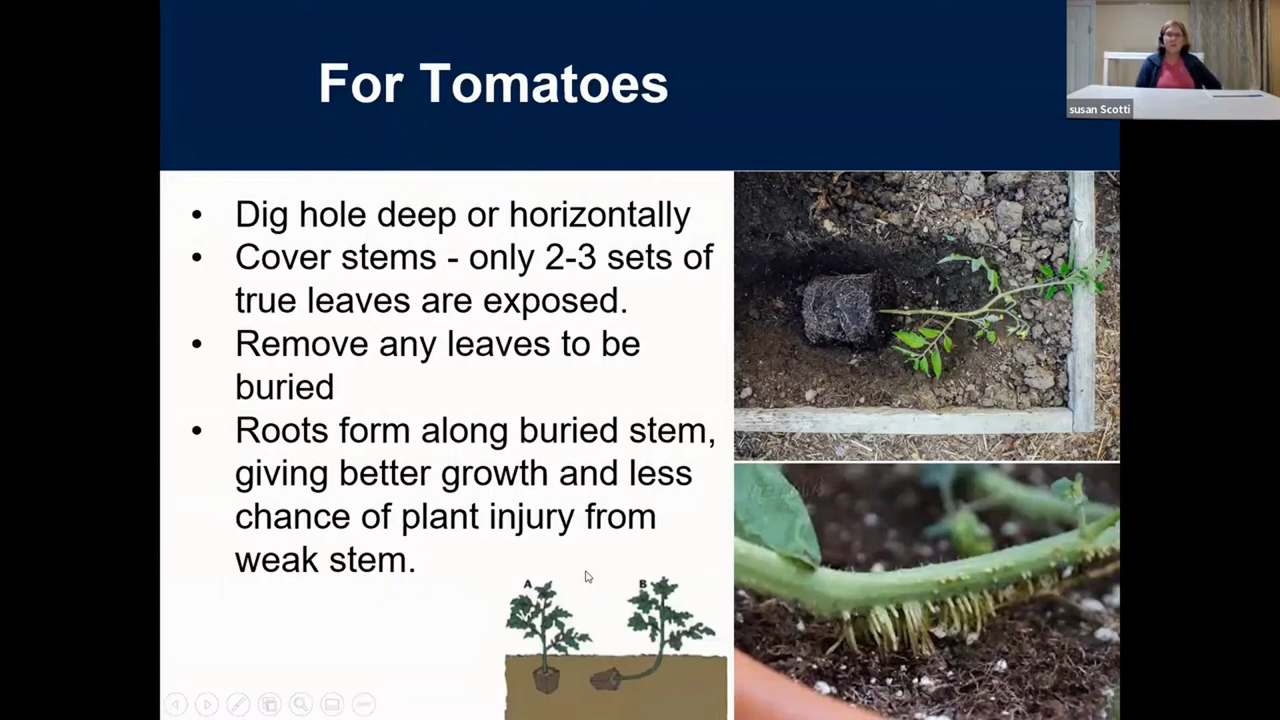 For Tomatoes
susan Scotti
• Dig hole deep or horizontally
• Cover stems - only 2-3 sets of
true leaves are exposed.
• Remove any leaves to be
buried
• Roots form along buried stem,
giving better growth and less
chance of plant injury from
weak stem.
A B